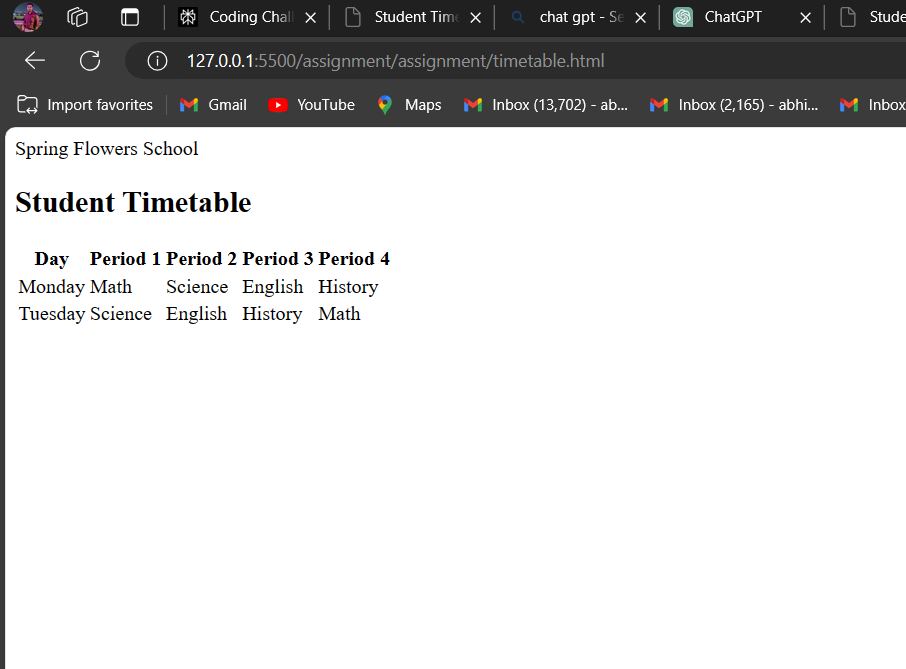 Coding Chal Student Time chat gpt - Se ChatGPT Stude
127.0.0.1:5500/assignment/assignment/timetable.html
Import favorites Gmail YouTube Maps Inbox (13,702) - ab... Inbox (2,165) - abhi... Inbox
Spring Flowers School
Student Timetable
Day Period 1 Period 2 Period 3 Period 4
Monday Math Science English History
Tuesday Science English History Math